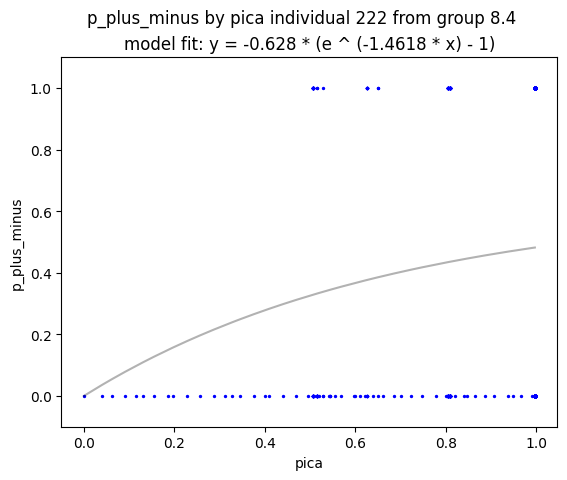 p_plus_minus by pica individual 222 from group 8.4
model fit: y = -0.628 * (e ^ (-1.4618 * x) - 1)
p_plus_minus
1.0
0.8
0.6
0.4
0.2
0.0
0.0 0.2 0.4 0.6 0.8 1.0
pica